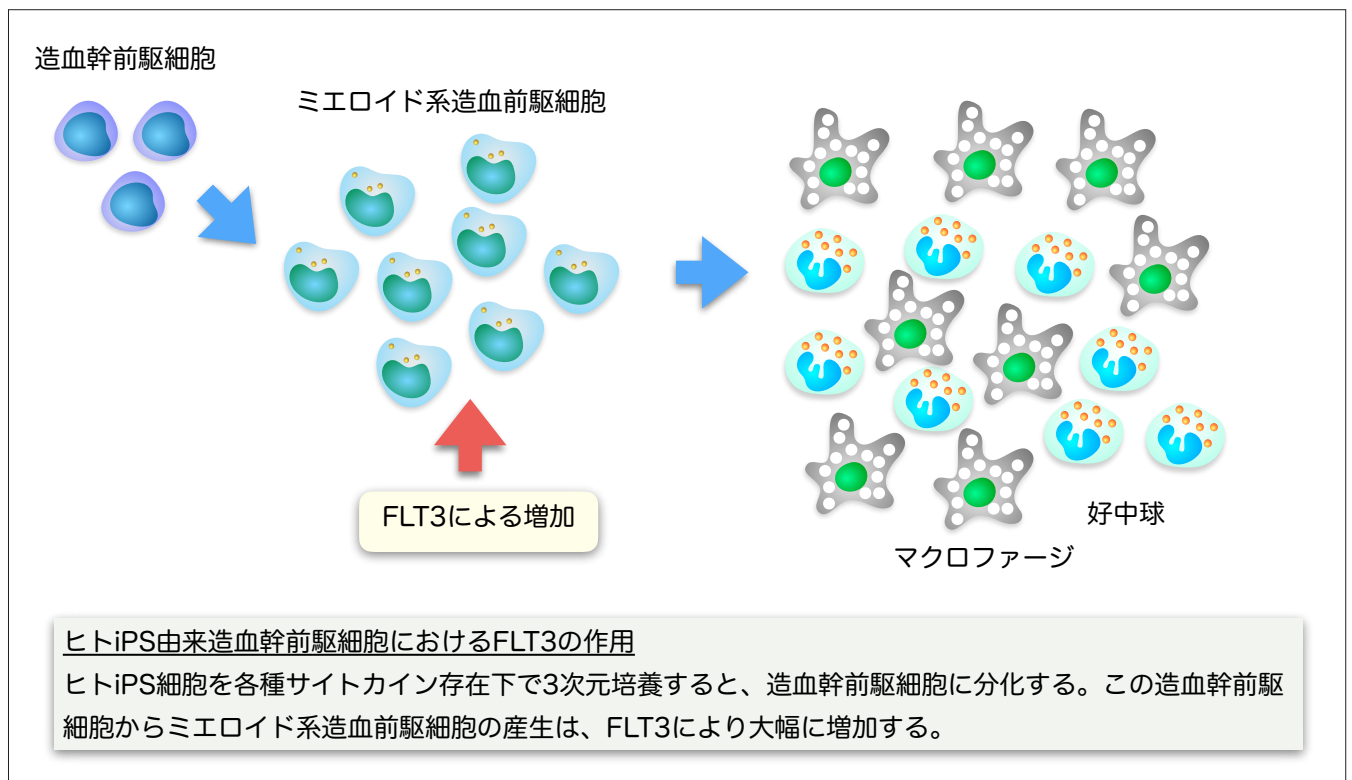 造血幹前駆細胞
ミエロイド系造血前駆細胞
FLT3による増加
好中球
マクロファージ
ヒトiPS由来造血幹前駆細胞におけるFLT3の作用
ヒトiPS細胞を各種サイトカイン存在下で3次元培養すると、造血幹前駆細胞に分化する。この造血幹前駆
細胞からミエロイド系造血前駆細胞の産生は、FLT3により大幅に増加する。